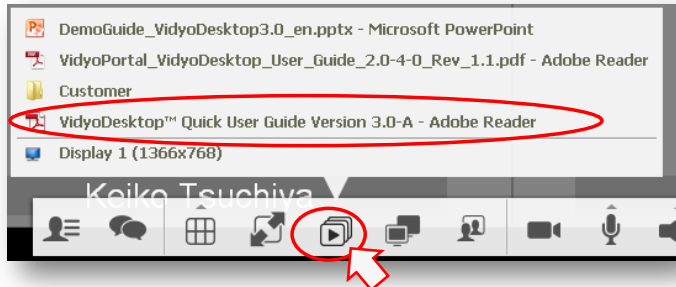 DemoGuide_VidyoDesktop3.0_en.pptx - Microsoft PowerPoint
VidyoPortal_VidyoDesktop_User_Guide_2.0-4-0_Rev_1.1.pdf - Adobe Reader
Customer
VidyoDesktop™ Quick User Guide Version 3.0-A - Adobe Reader
Display 1 (1366x768)
Keiko Tsuchiya